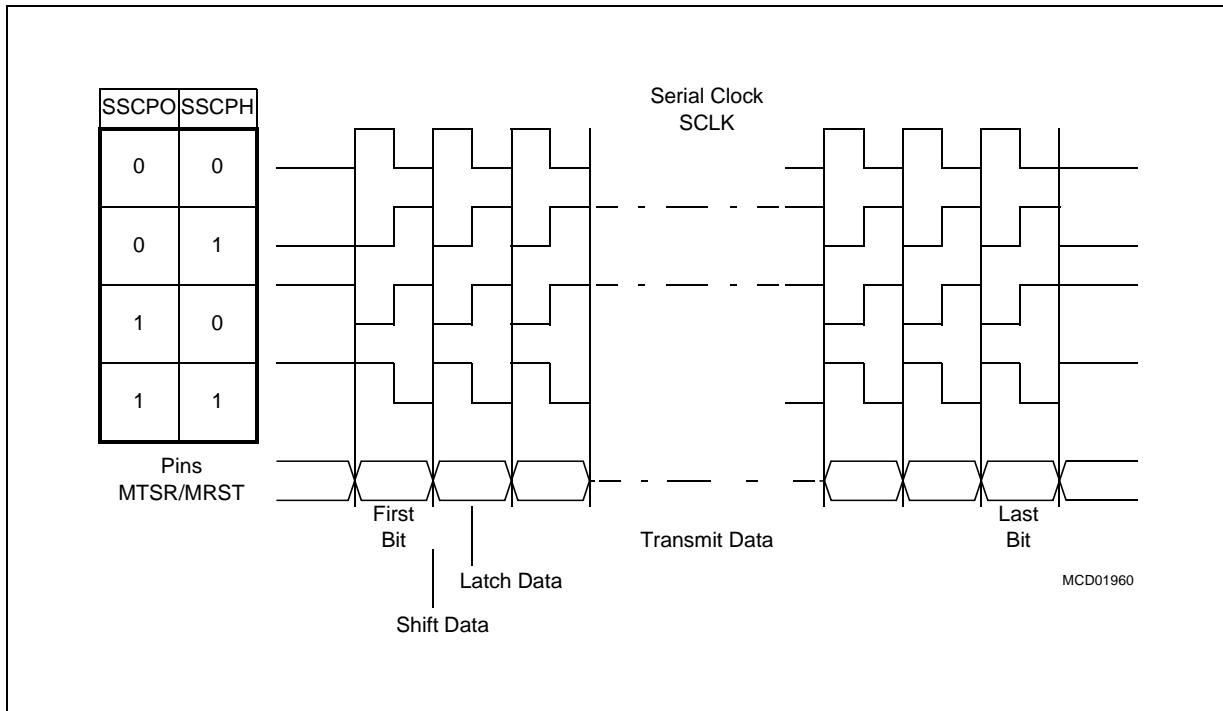 SSCPO SSCPH
Serial Clock
SCLK
0 0
0 1
1 0
1 1
Pins
MTSR/MRST
First
Bit
Last
Bit
Transmit Data
Latch Data
MCD01960
Shift Data